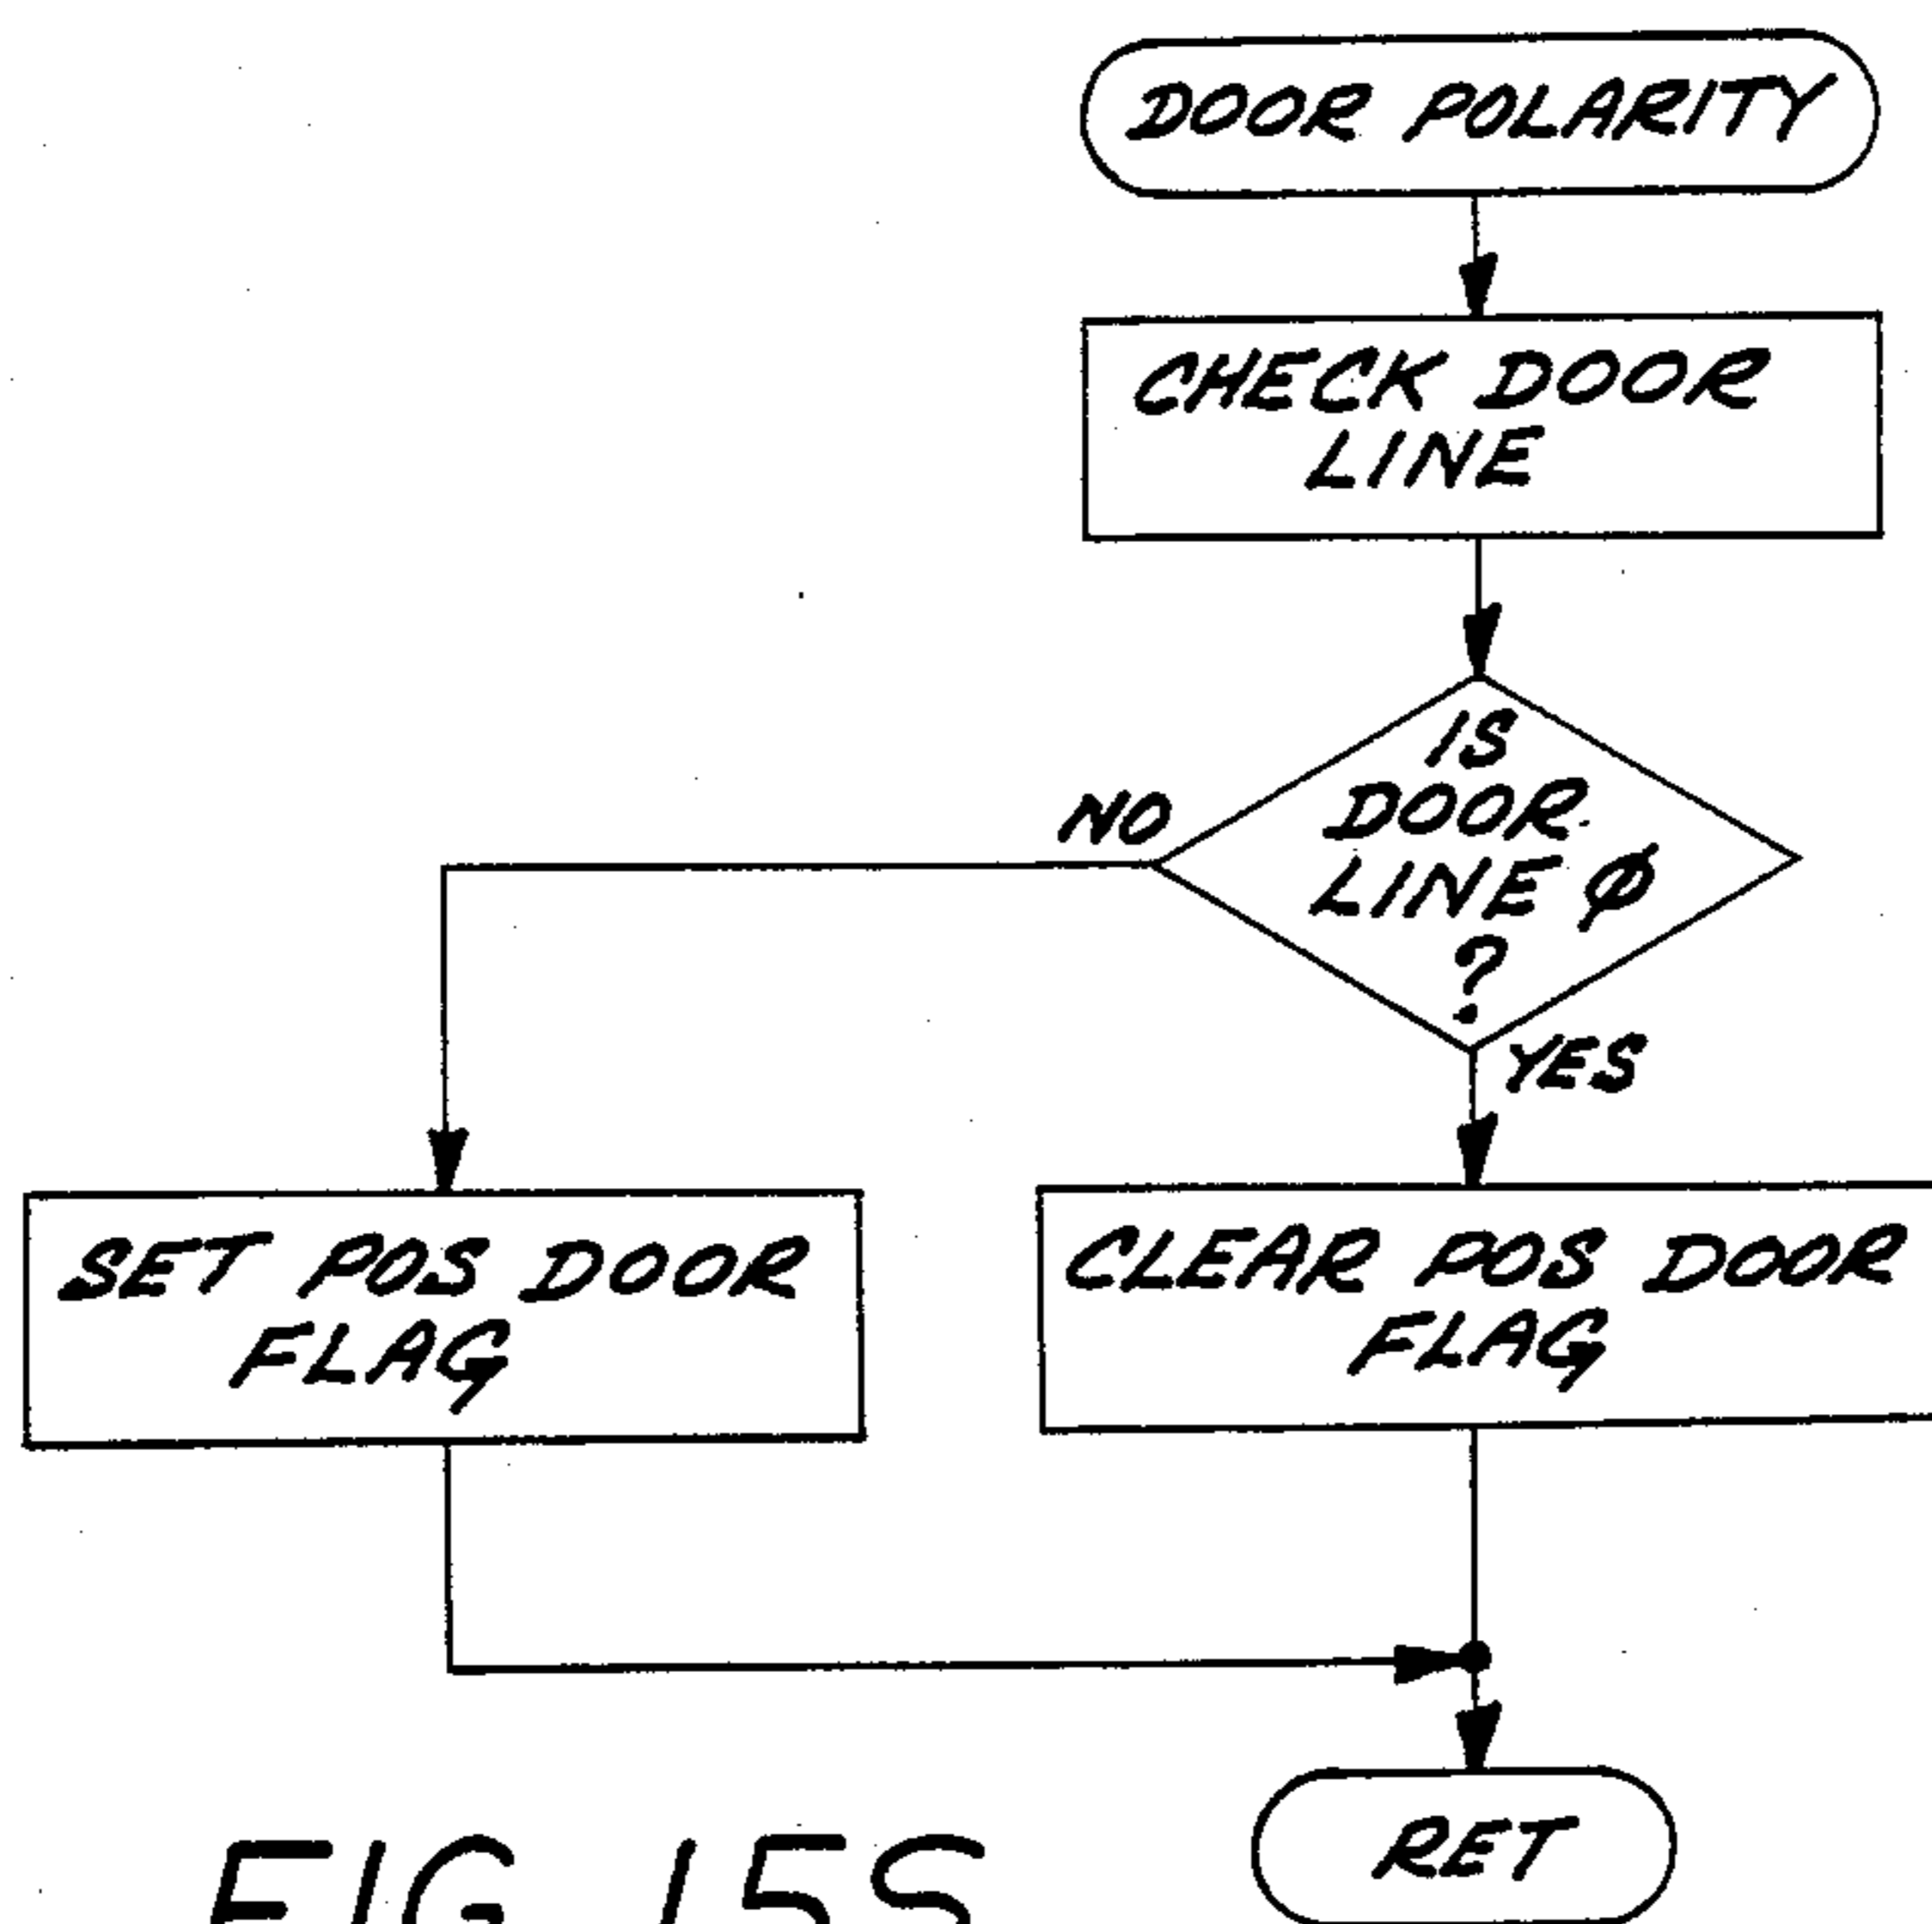 DOOR POLARITY
CHECK DOOR
LINE
IS
DOOR
LINE Ø
?
NO
YES
SET POS DOOR
FLAG
CLEAR POS DOOR
FLAG
RET
FIG. 15S